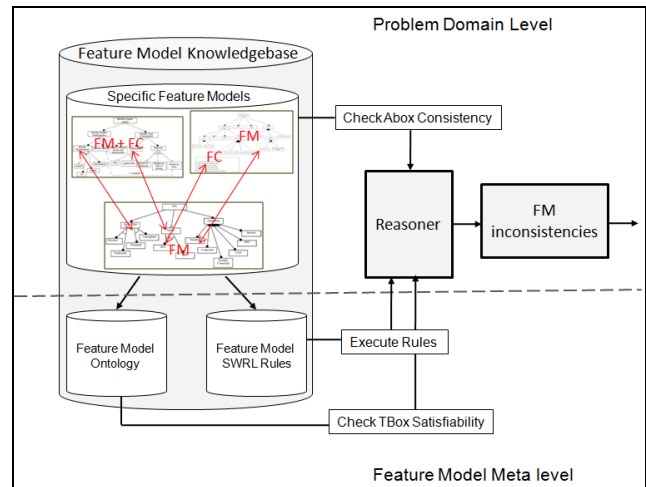 Problem Domain Level
Feature Model Knowledgebase
Specific Feature Models
FM + FC
FM
FC
FM
Check Abox Consistency
Reasoner
FM
inconsistencies
Feature Model
Ontology
Feature Model
SWRL Rules
Execute Rules
Check TBox Satisfiability
Feature Model Meta level